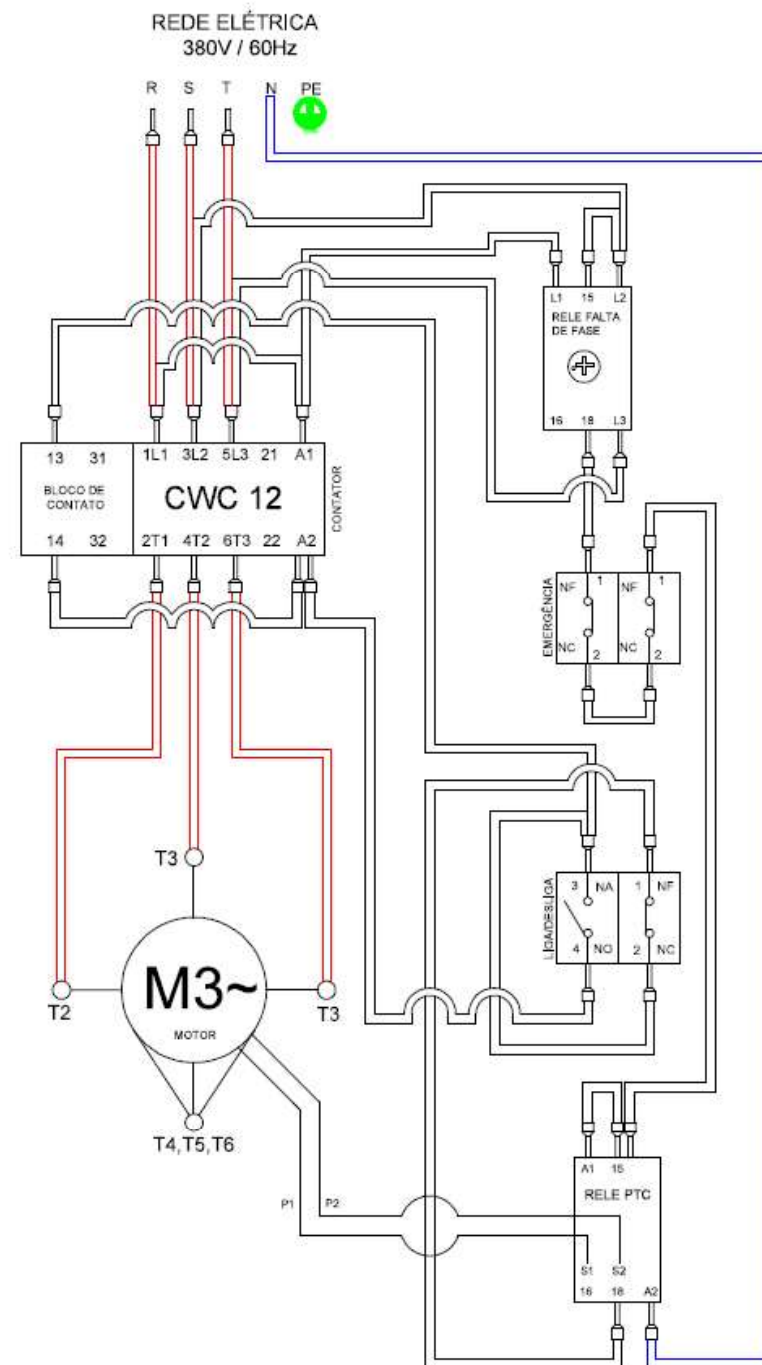 REDE ELÉTRICA
380V / 60Hz
R S T N PE
L1 15 L2
RELE FALTA
DE FASE
16 18 L3
13 31 1L1 3L2 5L3 21 A1
BLOCO DE
CONTATO
CWC 12
CONTATOR
14 32 2T1 4T2 6T3 22 A2
EMERGÊNCIA
NF 1 NF 1
NC 2 NC 2
LIGA/DESLIGA
3 NA 1 NF
4 NO 2 NC
T3
M3~
MOTOR
T2
T3
T4,T5,T6
P1 P2
A1 15
RELE PTC
S1 S2
16 18 A2